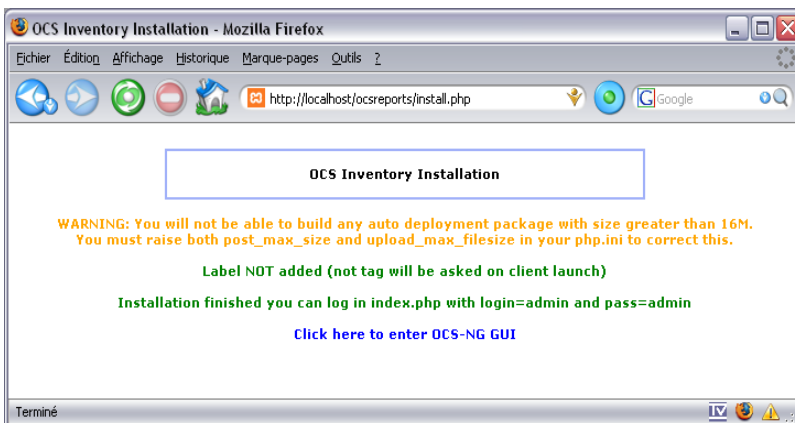 OCS Inventory Installation - Mozilla Firefox
Fichier Édition Affichage Historique Marque-pages Outils ?
http://localhost/ocsreports/install.php G Google
OCS Inventory Installation
WARNING: You will not be able to build any auto deployment package with size greater than 16M.
You must raise both post_max_size and upload_max_filesize in your php.ini to correct this.
Label NOT added (not tag will be asked on client launch)
Installation finished you can log in index.php with login=admin and pass=admin
Click here to enter OCS-NG GUI
Terminé